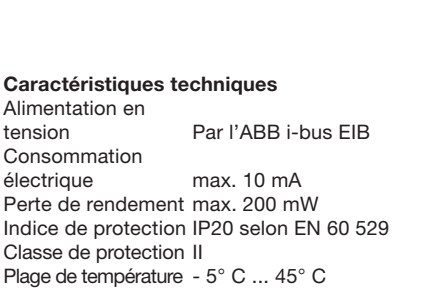 Caractéristiques techniques
Alimentation en
tension Par l'ABB i-bus EIB
Consommation
électrique max. 10 mA
Perte de rendement max. 200 mW
Indice de protection IP20 selon EN 60 529
Classe de protection II
Plage de température - 5° C ... 45° C